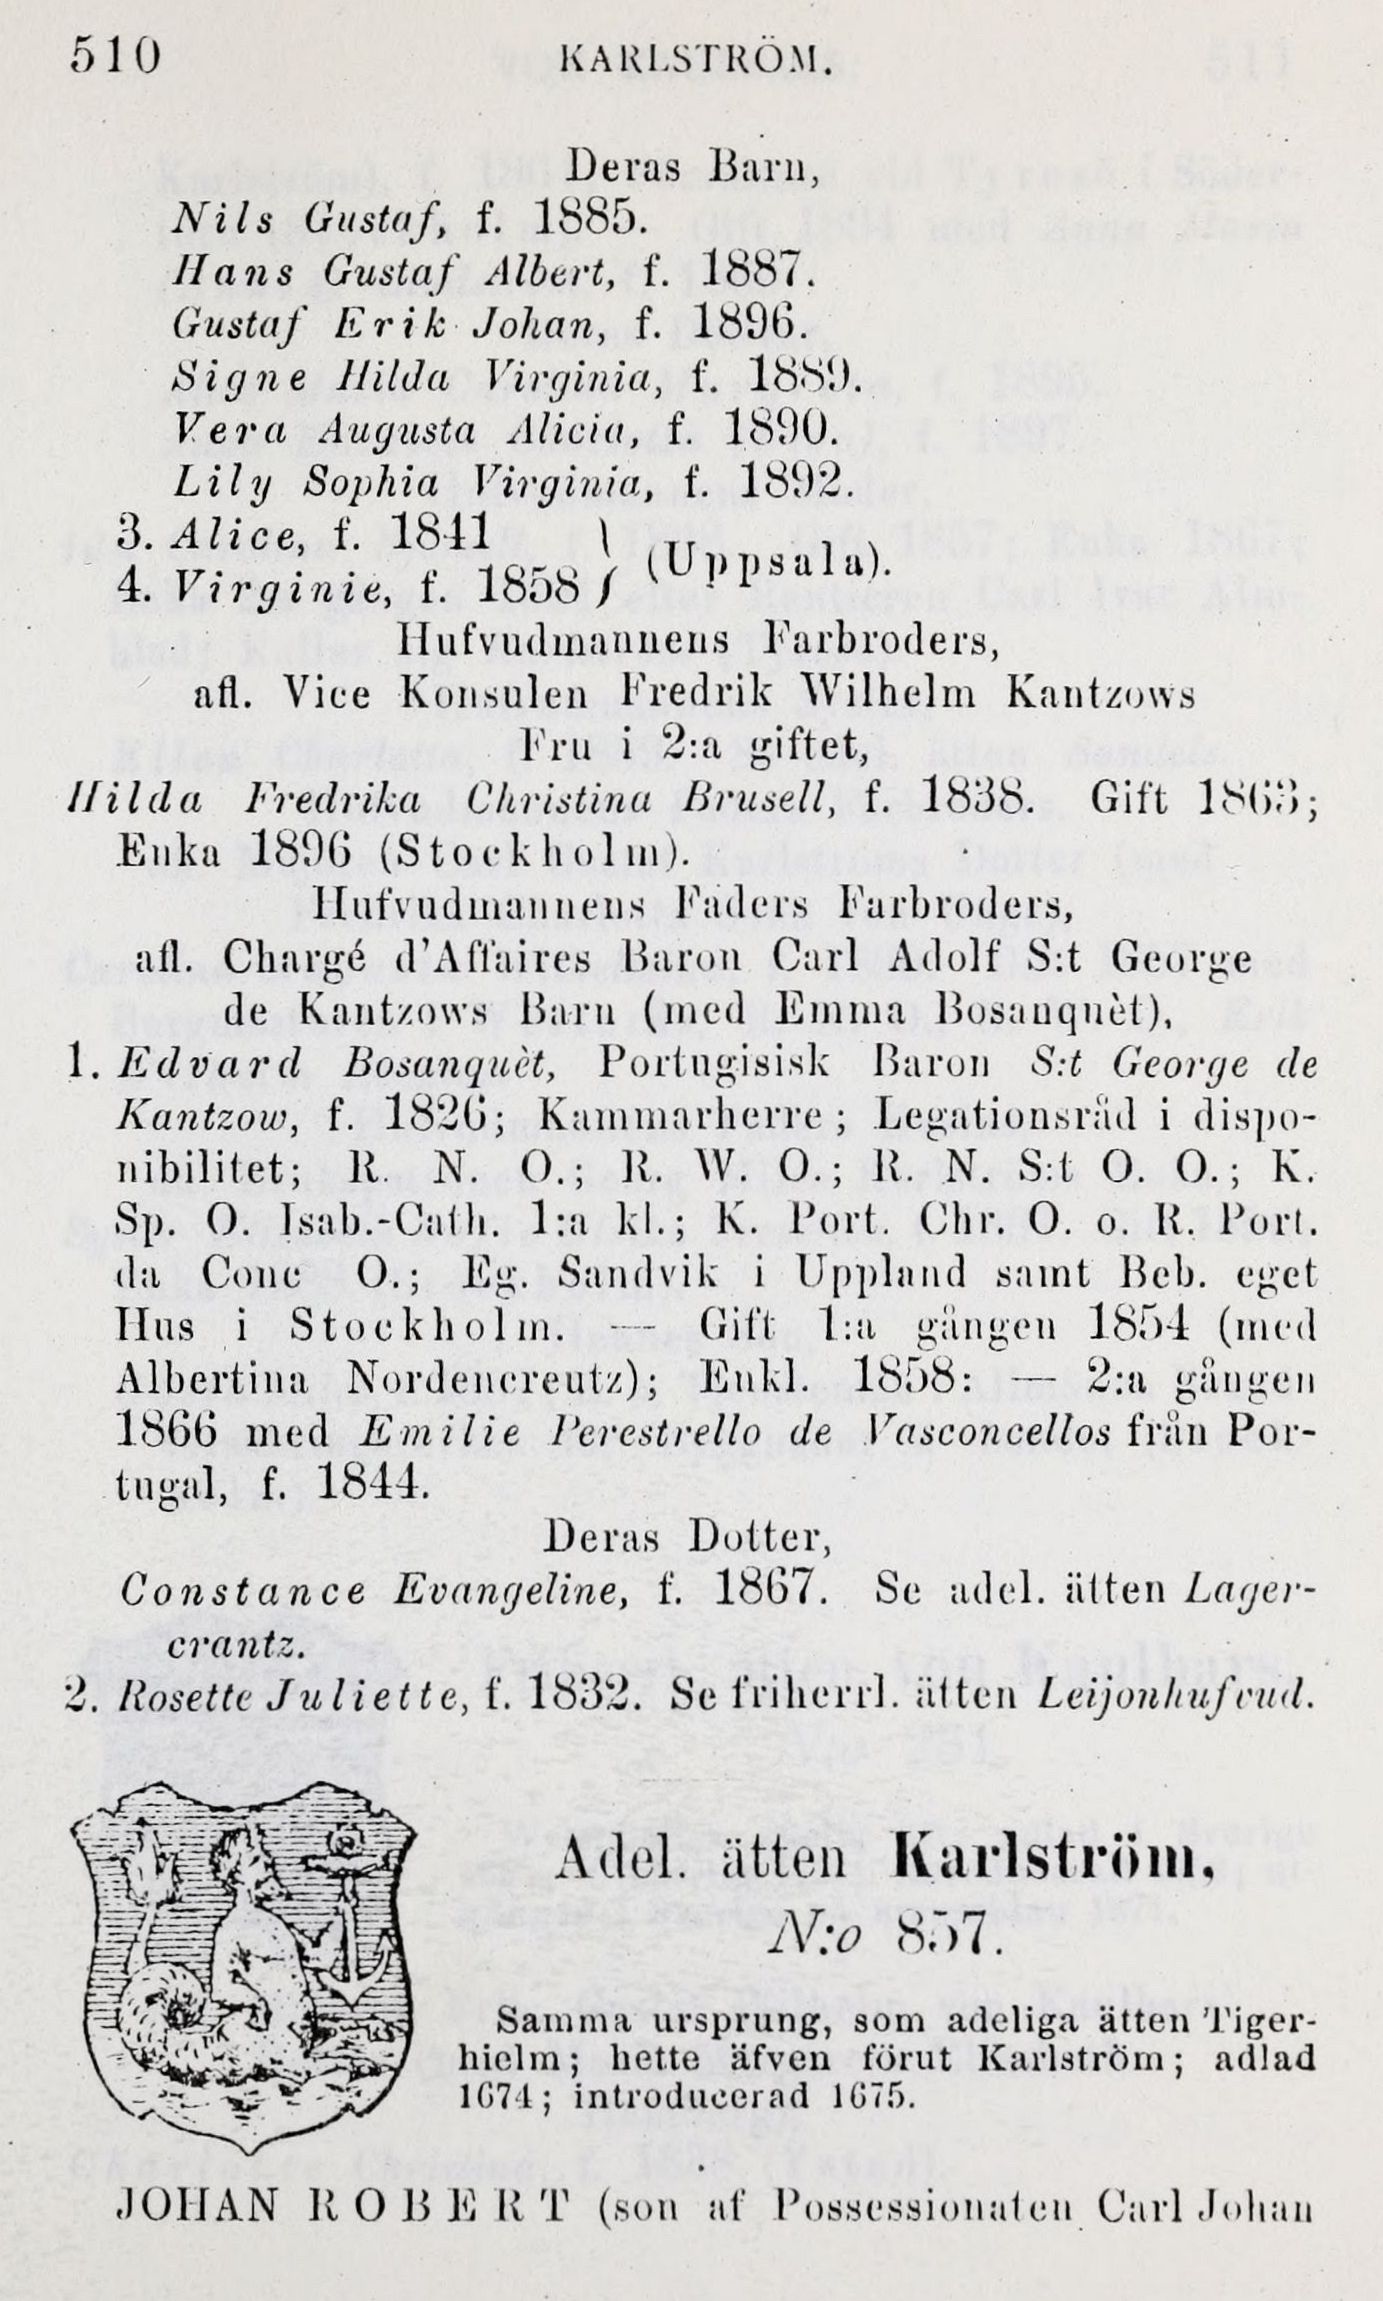 510
KARLSTRÖM.
Deras Barn,
Nils Gustaf, f. 1885.
Hans Gustaf Albert, f. 1887.
Gustaf Erik Johan, f. 1896.
Signe Hilda Virginia, f. 1889.
Vera Augusta Alicia, f. 1890.
Lily Sophia Virginia, f. 1892.
3. Alice, f. 1841
4. Virginie, f. 1858 } (Uppsala).
Hufvudmannens Farbroders,
afl. Vice Konsulen Fredrik Wilhelm Kantzows
Fru i 2:a giftet,
Hilda Fredrika Christina Brusell, f. 1838. Gift 1863;
Enka 1896 (Stockholm).
Hufvudmannens Faders Farbroders,
afl. Chargé d'Affaires Baron Carl Adolf S:t George
de Kantzows Barn (med Emma Bosanquèt),
1. Edvard Bosanquèt, Portugisisk Baron S:t George de
Kantzow, f. 1826; Kammarherre; Legationsråd i dispo-
nibilitet; R. N. O.; R. W. O.; R. N. S:t O. O.; K.
Sp. O. Isab.-Cath. 1:a kl.; K. Port. Chr. O. o. R. Port.
da Conc O.; Eg. Sandvik i Uppland samt Beb. eget
Hus i Stockholm. — Gift 1:a gången 1854 (med
Albertina Nordencreutz); Enkl. 1858: — 2:a gången
1866 med Emilie Perestrello de Vasconcellos från Por-
tugal, f. 1844.
Deras Dotter,
Constance Evangeline, f. 1867. Se adel. ätten Lager-
crantz.
2. Rosette Juliette, f. 1832. Se friherrl. ätten Leijonhufvud.
Adel. ätten Karlström,
N:o 857.
Samma ursprung, som adeliga ätten Tiger-
hielm; hette äfven förut Karlström; adlad
1674; introducerad 1675.
JOHAN ROBERT (son af Possessionaten Carl Johan